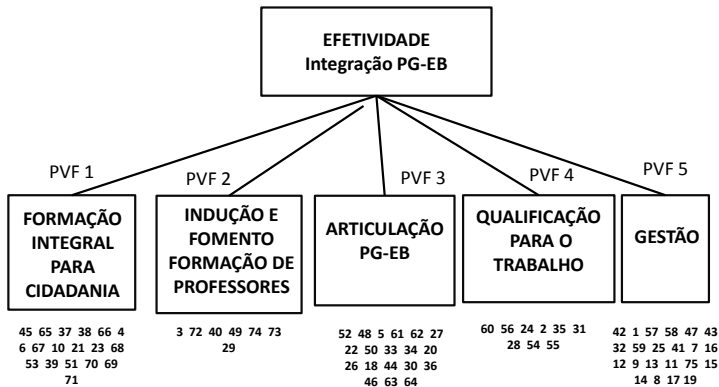 EFETIVIDADE
Integração PG-EB
PVF 1
PVF 2
PVF 3
PVF 4
PVF 5
FORMAÇÃO
INTEGRAL
PARA
CIDADANIA
INDUÇÃO E
FOMENTO
FORMAÇÃO DE
PROFESSORES
ARTICULAÇÃO
PG-EB
QUALIFICAÇÃO
PARA O
TRABALHO
GESTÃO
45 65 37 38 66 4
6 67 10 21 23 68
53 39 51 70 69
71
3 72 40 49 74 73
29
52 48 5 61 62 27
22 50 33 34 20
26 18 44 30 36
46 63 64
60 56 24 2 35 31
28 54 55
42 1 57 58 47 43
32 59 25 41 7 16
12 9 13 11 75 15
14 8 17 19